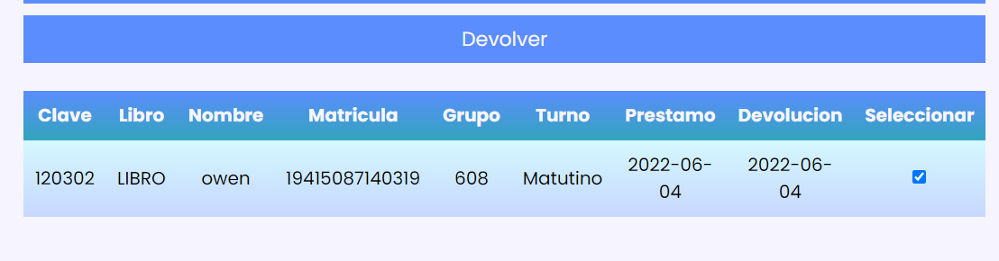 Devolver
Clave Libro Nombre Matricula Grupo Turno Prestamo Devolucion Seleccionar
120302 LIBRO owen 19415087140319 608 Matutino 2022-06-04 2022-06-04